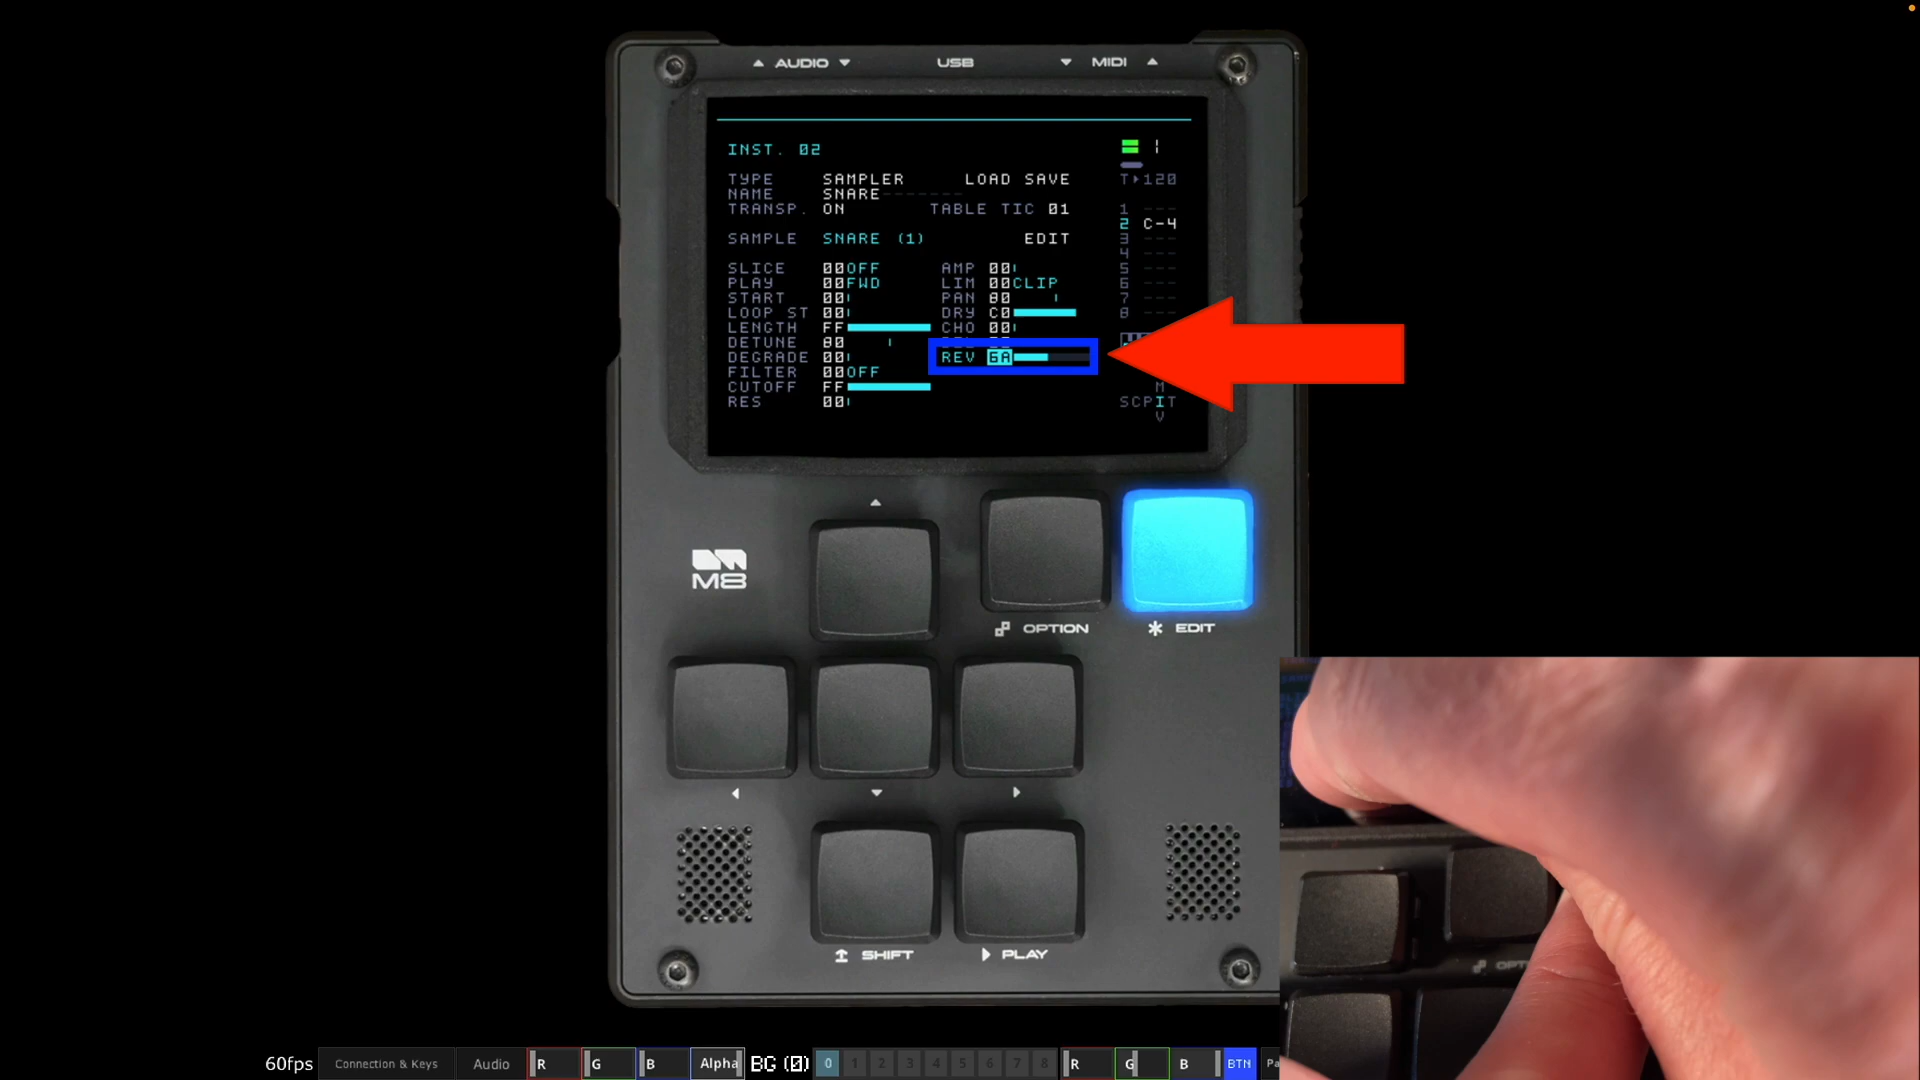 ▲ AUDIO ▼ USB ▼ MIDI ▲
INST. 02
TYPE SAMPLER LOAD SAVE
NAME SNARE-------
TRANSP. ON TABLE TIC 01
SAMPLE SNARE (1) EDIT
SLICE 00OFF AMP 00
PLAY 00FWD LIM 00CLIP
START 00 PAN 80
LOOP ST 00 DRY C0
LENGTH FF CHO 00
DETUNE 80
DEGRADE 00 REV 6A
FILTER 00OFF
CUTOFF FF
RES 00
1
T▸120
1 ---
2 C-4
3 ---
4 ---
5 ---
6 ---
7 ---
8 ---
M
SCPIT
V
M8
OPTION
* EDIT
SHIFT
PLAY
60fps Connection & Keys Audio R G B Alpha BG (0) 0 1 2 3 4 5 6 7 8 R G B BTN Pa